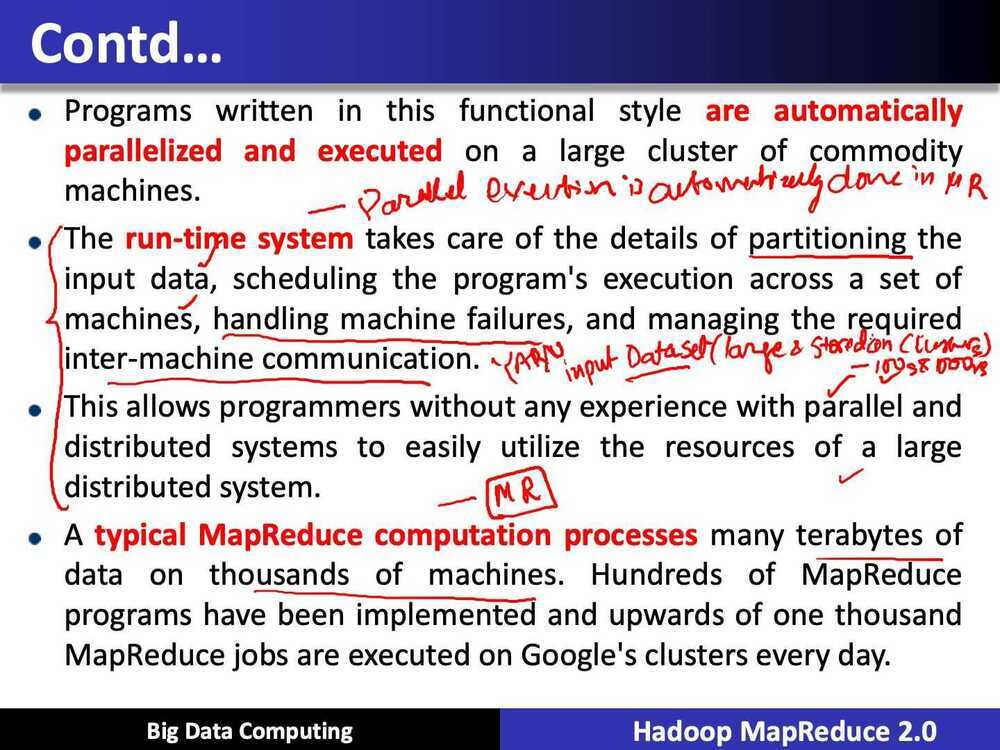 Contd…
Programs written in this functional style are automatically
parallelized and executed on a large cluster of commodity
machines.
— Parallel execution is automatically done in MR
The run-time system takes care of the details of partitioning the
input data, scheduling the program's execution across a set of
machines, handling machine failures, and managing the required
inter-machine communication.
YARN input Dataset (large & stored on Clusters)
This allows programmers without any experience with parallel and
distributed systems to easily utilize the resources of a large
distributed system.
— MR
A typical MapReduce computation processes many terabytes of
data on thousands of machines. Hundreds of MapReduce
programs have been implemented and upwards of one thousand
MapReduce jobs are executed on Google's clusters every day.
Big Data Computing
Hadoop MapReduce 2.0